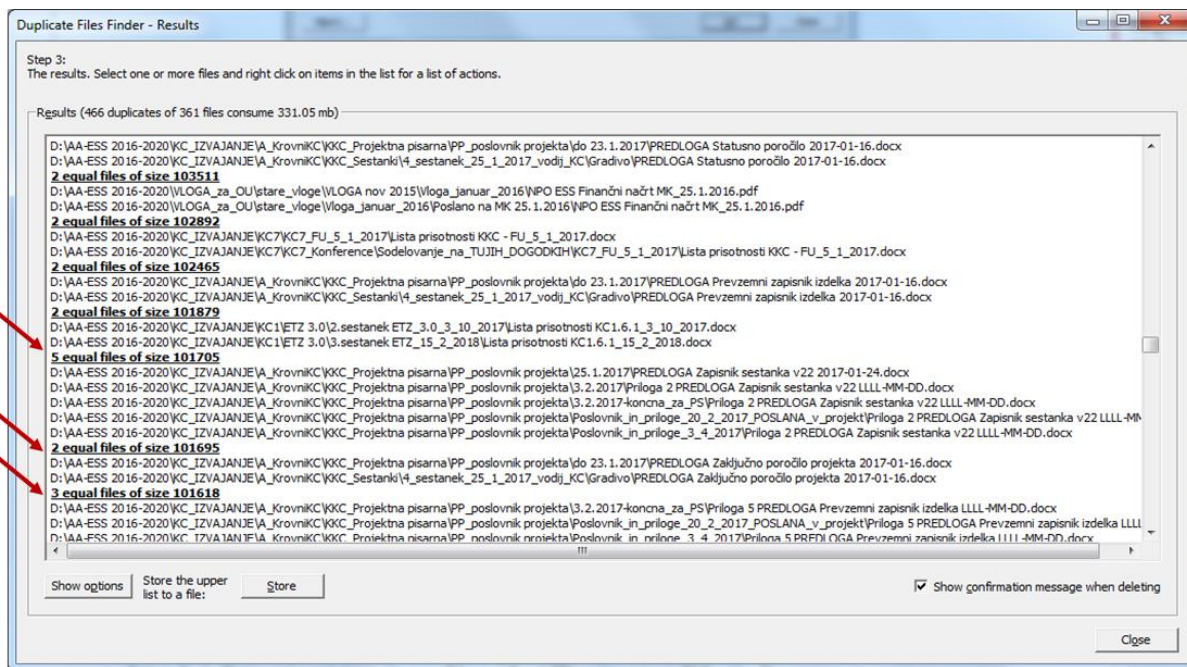 Duplicate Files Finder - Results
Step 3:
The results. Select one or more files and right click on items in the list for a list of actions.
Results (466 duplicates of 361 files consume 331.05 mb)
D:\AA-ESS 2016-2020\KC_IZVAJANJE\A_KrovniKC\KKC_Projektna pisarna\PP_poslovnik projekta\do 23.1.2017\PREDLOGA Statusno poročilo 2017-01-16.docx
D:\AA-ESS 2016-2020\KC_IZVAJANJE\A_KrovniKC\KKC_Sestanki\4_sestanek_25_1_2017_vodij_KC\Gradivo\PREDLOGA Statusno poročilo 2017-01-16.docx
2 equal files of size 103511
D:\AA-ESS 2016-2020\VLOGA_za_OU\stare_vloge\VLOGA nov 2015\Vloga_januar_2016\NPO ESS Finančni načrt MK_25.1.2016.pdf
D:\AA-ESS 2016-2020\VLOGA_za_OU\stare_vloge\Vloga_januar_2016\Poslano na MK 25.1.2016\NPO ESS Finančni načrt MK_25.1.2016.pdf
2 equal files of size 102892
D:\AA-ESS 2016-2020\KC_IZVAJANJE\KC7\KC7_FU_5_1_2017\Lista prisotnosti KKC - FU_5_1_2017.docx
D:\AA-ESS 2016-2020\KC_IZVAJANJE\KC7\KC7_Konference\Sodelovanje_na_TUJIH_DOGODKIH\KC7_FU_5_1_2017\Lista prisotnosti KKC - FU_5_1_2017.docx
2 equal files of size 102465
D:\AA-ESS 2016-2020\KC_IZVAJANJE\A_KrovniKC\KKC_Projektna pisarna\PP_poslovnik projekta\do 23.1.2017\PREDLOGA Prevzemni zapisnik izdelka 2017-01-16.docx
D:\AA-ESS 2016-2020\KC_IZVAJANJE\A_KrovniKC\KKC_Sestanki\4_sestanek_25_1_2017_vodij_KC\Gradivo\PREDLOGA Prevzemni zapisnik izdelka 2017-01-16.docx
2 equal files of size 101879
D:\AA-ESS 2016-2020\KC_IZVAJANJE\KC1\ETZ 3.0\2.sestanek ETZ_3.0_3_10_2017\Lista prisotnosti KC1.6.1_3_10_2017.docx
D:\AA-ESS 2016-2020\KC_IZVAJANJE\KC1\ETZ 3.0\3.sestanek ETZ_15_2_2018\Lista prisotnosti KC1.6.1_15_2_2018.docx
5 equal files of size 101705
D:\AA-ESS 2016-2020\KC_IZVAJANJE\A_KrovniKC\KKC_Projektna pisarna\PP_poslovnik projekta\25.1.2017\PREDLOGA Zapisnik sestanka v22 2017-01-24.docx
D:\AA-ESS 2016-2020\KC_IZVAJANJE\A_KrovniKC\KKC_Projektna pisarna\PP_poslovnik projekta\3.2.2017\Priloga 2 PREDLOGA Zapisnik sestanka v22 LLLL-MM-DD.docx
D:\AA-ESS 2016-2020\KC_IZVAJANJE\A_KrovniKC\KKC_Projektna pisarna\PP_poslovnik projekta\3.2.2017-koncna_za_PS\Priloga 2 PREDLOGA Zapisnik sestanka v22 LLLL-MM-DD.docx
D:\AA-ESS 2016-2020\KC_IZVAJANJE\A_KrovniKC\KKC_Projektna pisarna\PP_poslovnik projekta\Poslovnik_in_priloge_20_2_2017_POSLANA_v_projekt\Priloga 2 PREDLOGA Zapisnik sestanka v22 LLLL-MM
D:\AA-ESS 2016-2020\KC_IZVAJANJE\A_KrovniKC\KKC_Projektna pisarna\PP_poslovnik projekta\Poslovnik_in_priloge_3_4_2017\Priloga 2 PREDLOGA Zapisnik sestanka v22 LLLL-MM-DD.docx
2 equal files of size 101695
D:\AA-ESS 2016-2020\KC_IZVAJANJE\A_KrovniKC\KKC_Projektna pisarna\PP_poslovnik projekta\do 23.1.2017\PREDLOGA Zaključno poročilo projekta 2017-01-16.docx
D:\AA-ESS 2016-2020\KC_IZVAJANJE\A_KrovniKC\KKC_Sestanki\4_sestanek_25_1_2017_vodij_KC\Gradivo\PREDLOGA Zaključno poročilo projekta 2017-01-16.docx
3 equal files of size 101618
D:\AA-ESS 2016-2020\KC_IZVAJANJE\A_KrovniKC\KKC_Projektna pisarna\PP_poslovnik projekta\3.2.2017-koncna_za_PS\Priloga 5 PREDLOGA Prevzemni zapisnik izdelka LLLL-MM-DD.docx
D:\AA-ESS 2016-2020\KC_IZVAJANJE\A_KrovniKC\KKC_Projektna pisarna\PP_poslovnik projekta\Poslovnik_in_priloge_20_2_2017_POSLANA_v_projekt\Priloga 5 PREDLOGA Prevzemni zapisnik izdelka LLLL
D:\AA-ESS 2016-2020\KC_IZVAJANJE\A_KrovniKC\KKC_Projektna pisarna\PP_poslovnik projekta\Poslovnik_in_priloge_3_4_2017\Priloga 5 PREDLOGA Prevzemni zapisnik izdelka LLLL-MM-DD.docx
Show options
Store the upper
list to a file:
Store
Show confirmation message when deleting
Close